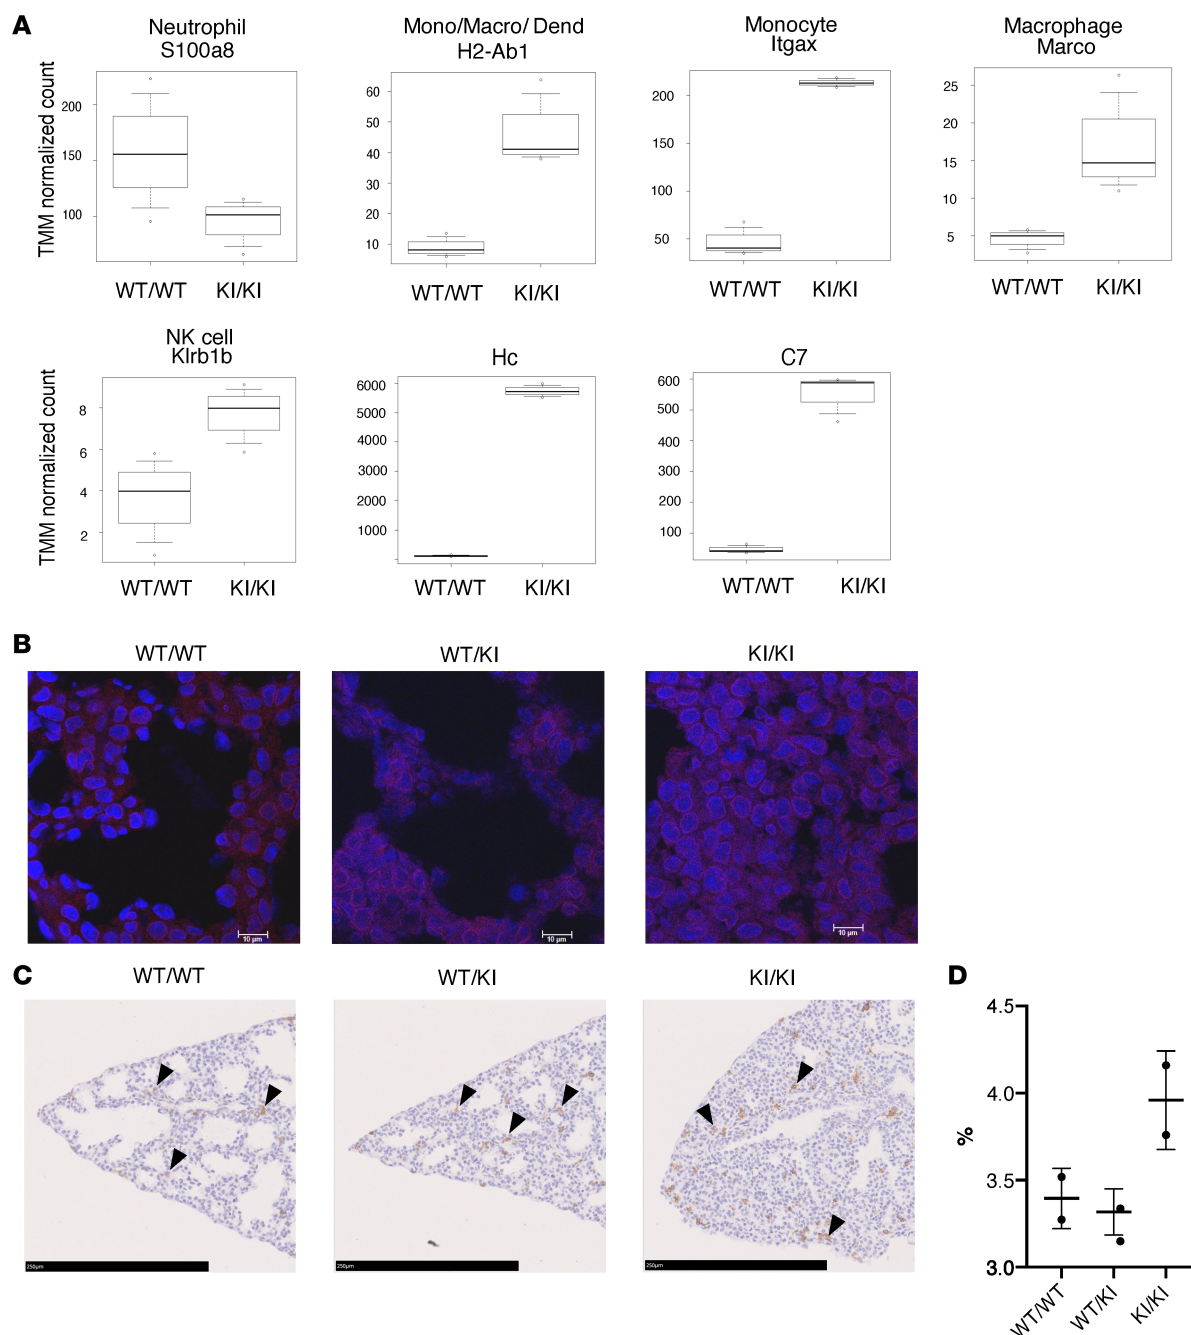 A
Neutrophil
S100a8
Mono/Macro/ Dend
H2-Ab1
Monocyte
Itgax
Macrophage
Marco
TMM normalized count
200
150
100
WT/WT
KI/KI
60
50
40
30
20
10
WT/WT
KI/KI
200
150
100
50
WT/WT
KI/KI
25
20
15
10
5
WT/WT
KI/KI
NK cell
Klrb1b
Hc
C7
TMM normalized count
8
6
4
2
WT/WT
KI/KI
6000
5000
4000
3000
2000
1000
WT/WT
KI/KI
600
500
400
300
200
100
WT/WT
KI/KI
B
WT/WT
WT/KI
KI/KI
10 µm
10 µm
10 µm
C
WT/WT
WT/KI
KI/KI
250µm
250µm
250µm
D
%
4.5
4.0
3.5
3.0
WT/WT
WT/KI
KI/KI